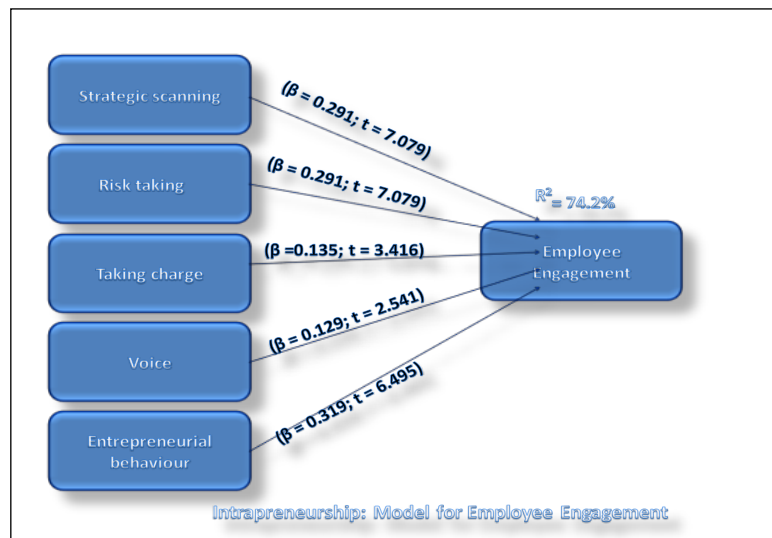 Strategic scanning
(β = 0.291; t = 7.079)
Risk taking
(β = 0.291; t = 7.079)
R² = 74.2%
Taking charge
(β =0.135; t = 3.416)
Employee
Engagement
Voice
(β = 0.129; t = 2.541)
Entrepreneurial
behaviour
(β = 0.319; t = 6.495)
Intrapreneurship: Model for Employee Engagement